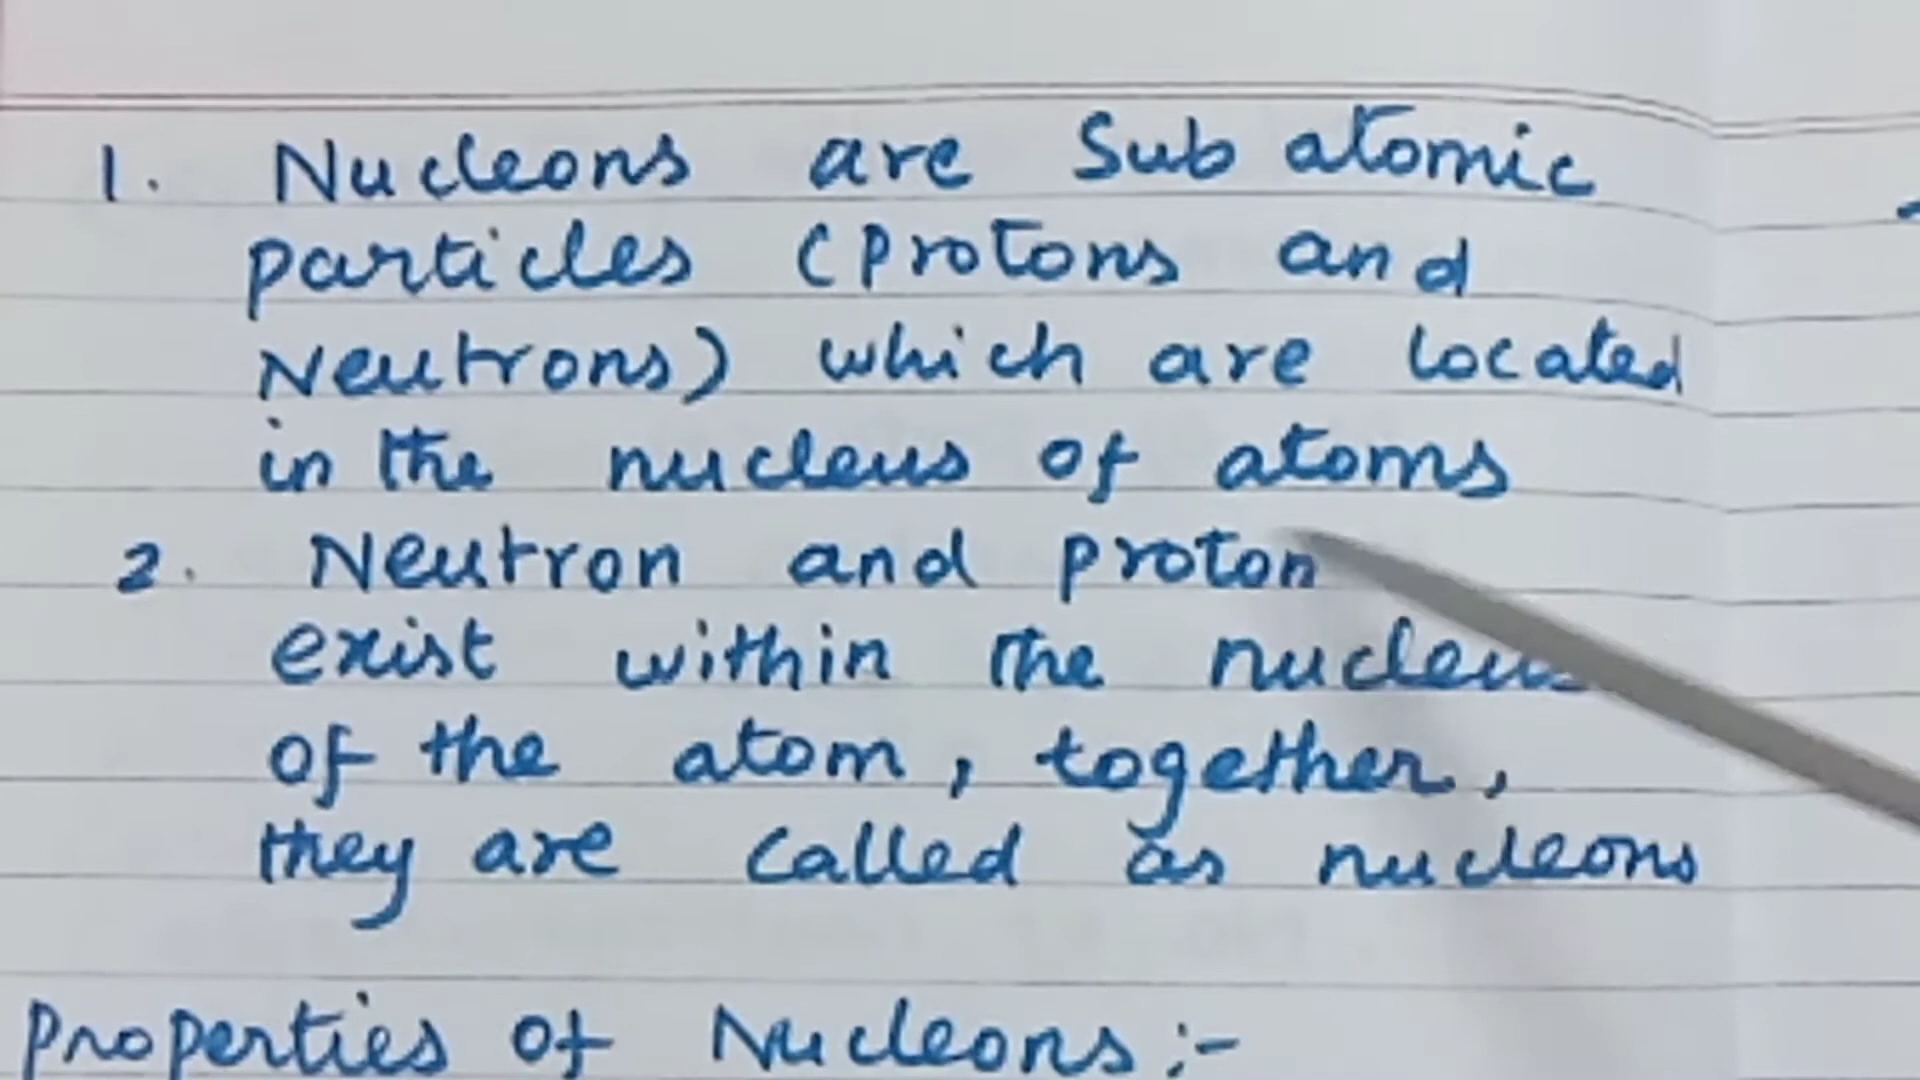 1. Nucleons are Sub atomic
particles (protons and
Neutrons) which are located
in the nucleus of atoms
2. Neutron and proton
exist within the nucleus
of the atom, together,
they are called as nucleons
Properties of Nucleons :-